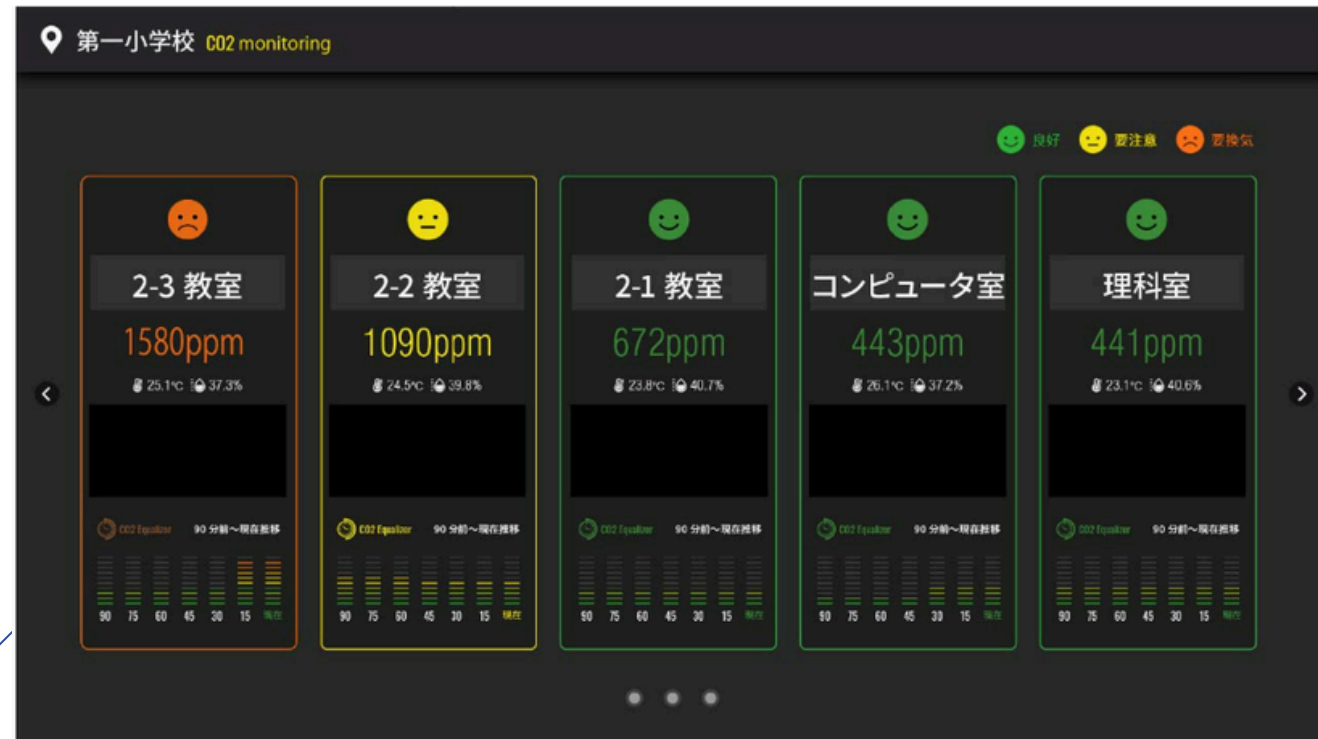 第一小学校 CO2 monitoring
良好 要注意 要換気
2-3 教室
1580ppm
25.1℃ 37.3%
CO2 Equalizer 90 分前～現在推移
90 75 60 45 30 15 現在
2-2 教室
1090ppm
24.5℃ 39.8%
CO2 Equalizer 90 分前～現在推移
90 75 60 45 30 15 現在
2-1 教室
672ppm
23.8℃ 40.7%
CO2 Equalizer 90 分前～現在推移
90 75 60 45 30 15 現在
コンピュータ室
443ppm
26.1℃ 37.2%
CO2 Equalizer 90 分前～現在推移
90 75 60 45 30 15 現在
理科室
441ppm
23.1℃ 40.6%
CO2 Equalizer 90 分前～現在推移
90 75 60 45 30 15 現在